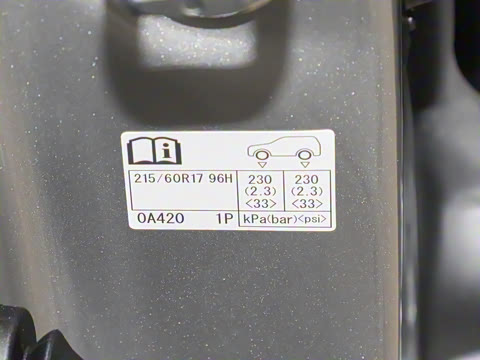 i
215/60R17 96H 230 230
(2.3) (2.3)
<33> <33>
0A420 1P kPa(bar)<psi>